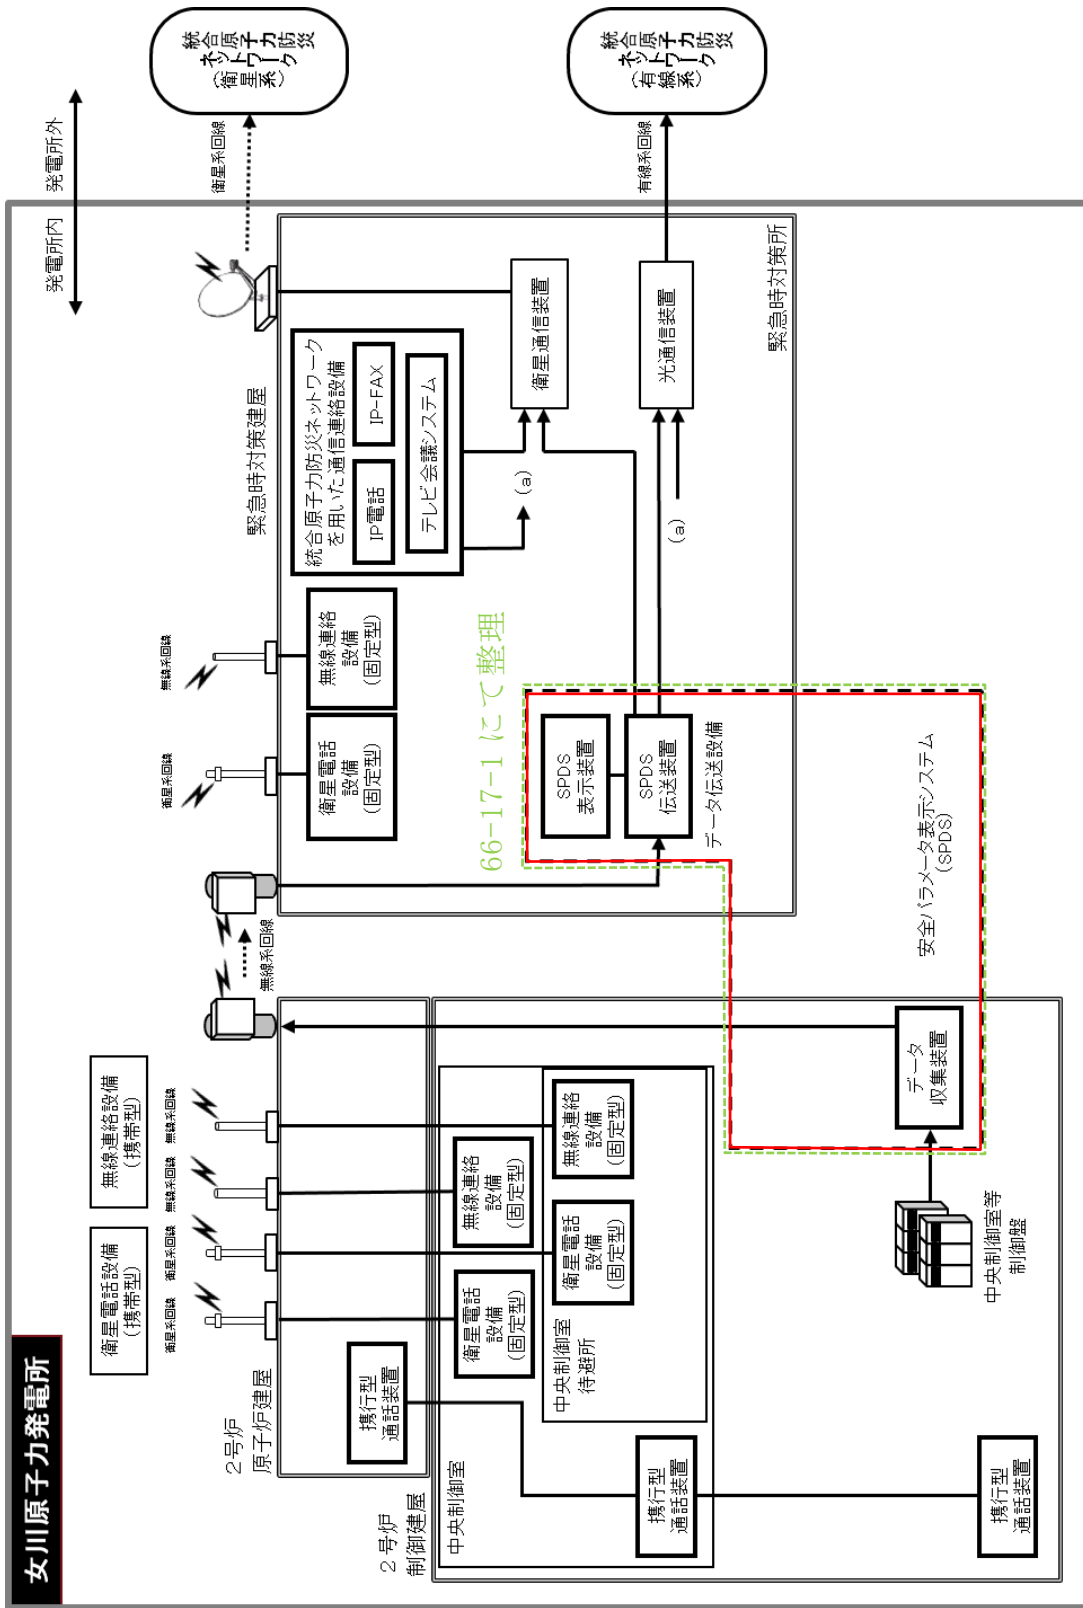 女川原子力発電所
発電所内
発電所外
統合原子力防災
ネットワーク
(衛星系)
統合原子力防災
ネットワーク
(有線系)
衛星系回線
有線系回線
衛星電話設備
(携帯型)
無線連絡設備
(携帯型)
衛星系回線
衛星系回線
無線系回線
無線系回線
無線系回線
衛星系回線
無線系回線
2号炉
原子炉建屋
携行型
通話装置
2号炉
制御建屋
中央制御室
衛星電話
設備
(固定型)
無線連絡
設備
(固定型)
中央制御室
待避所
衛星電話
設備
(固定型)
無線連絡
設備
(固定型)
携行型
通話装置
携行型
通話装置
中央制御室等
制御盤
データ
収集装置
安全パラメータ表示システム
(SPDS)
緊急時対策建屋
衛星電話
設備
(固定型)
無線連絡
設備
(固定型)
統合原子力防災ネットワーク
を用いた通信連絡設備
IP電話
IP-FAX
テレビ会議システム
(a)
衛星通信装置
66-17-1 にて整理
SPDS
表示装置
SPDS
伝送装置
データ伝送設備
(a)
光通信装置
緊急時対策所